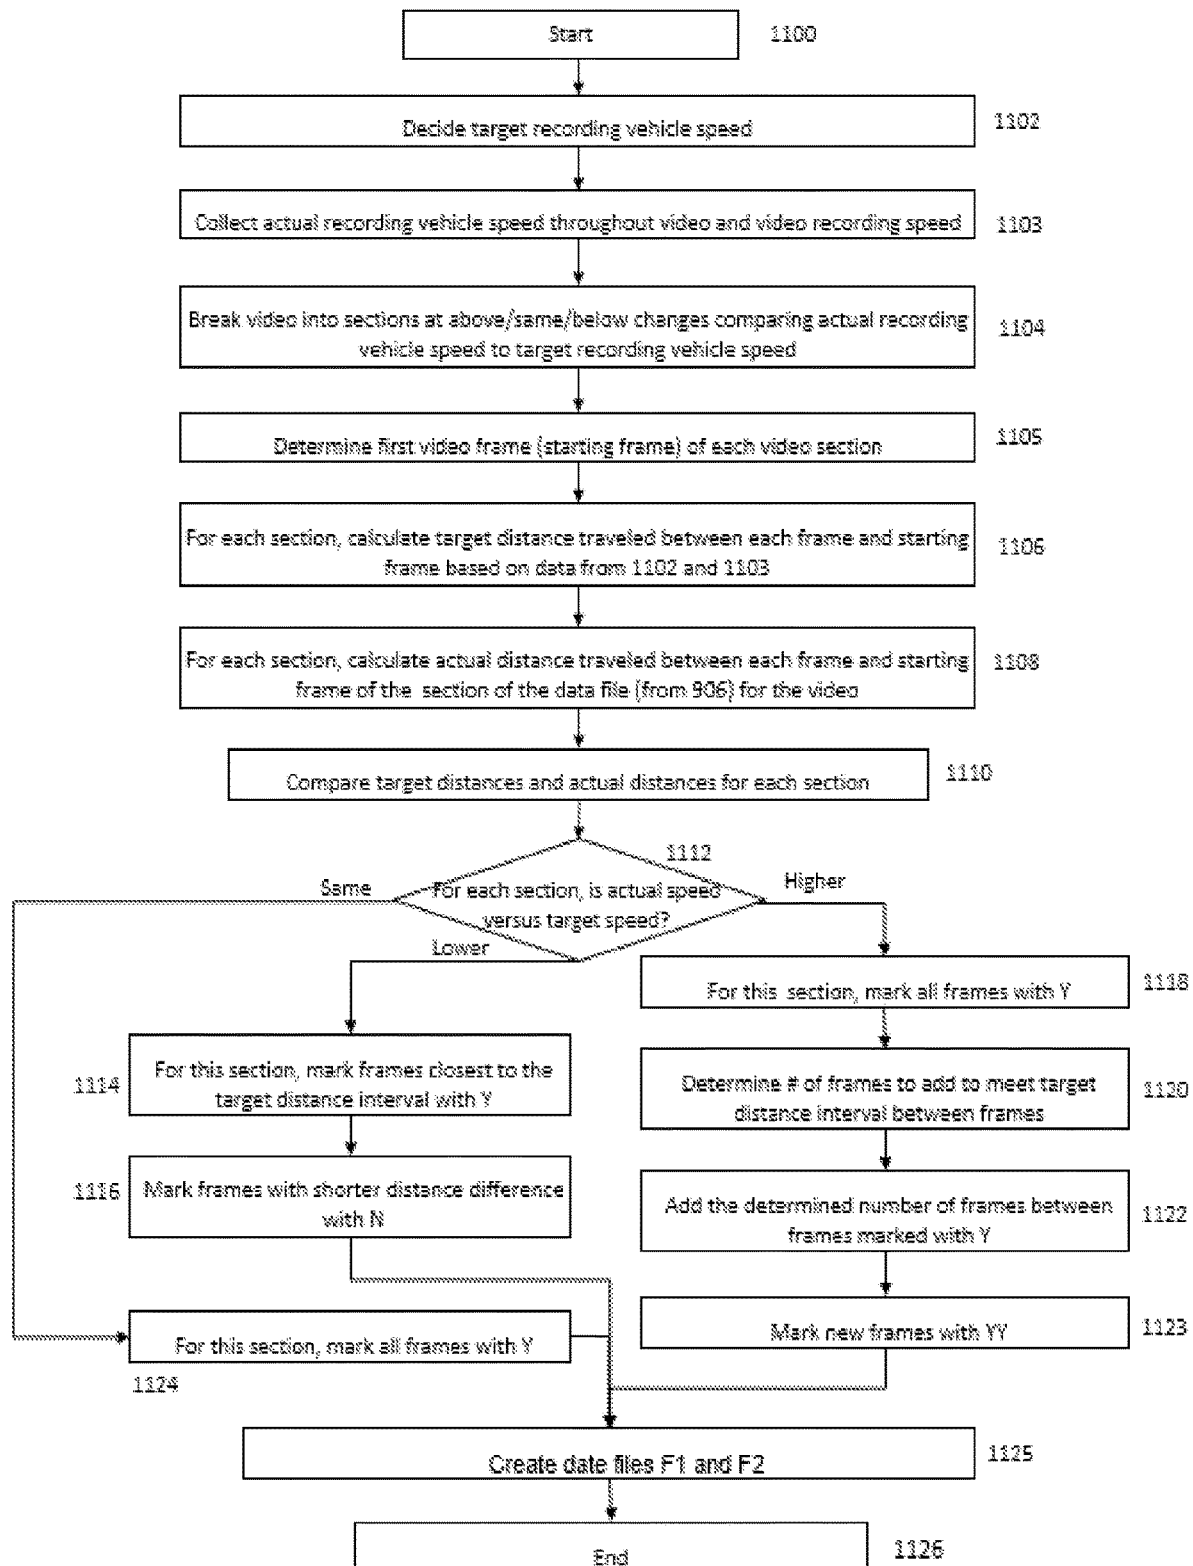 Start
1100
Decide target recording vehicle speed
1102
Collect actual recording vehicle speed throughout video and video recording speed
1103
Break video into sections at above/same/below changes comparing actual recording
vehicle speed to target recording vehicle speed
1104
Determine first video frame (starting frame) of each video section
1105
For each section, calculate target distance traveled between each frame and starting
frame based on data from 1102 and 1103
1106
For each section, calculate actual distance traveled between each frame and starting
frame of the section of the data file (from 906) for the video
1108
Compare target distances and actual distances for each section
1110
1112
For each section, is actual speed
versus target speed?
Same
Higher
Lower
For this section, mark all frames with Y
1118
For this section, mark frames closest to the
target distance interval with Y
1114
Determine # of frames to add to meet target
distance interval between frames
1120
Mark frames with shorter distance difference
with N
1116
Add the determined number of frames between
frames marked with Y
1122
Mark new frames with YY
1123
For this section, mark all frames with Y
1124
Create date files F1 and F2
1125
End
1126